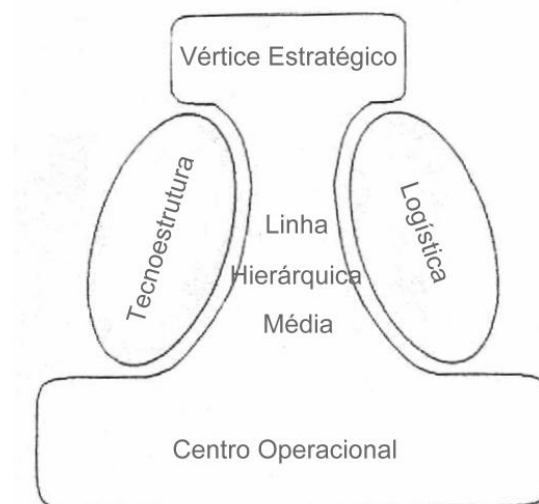 Vértice Estratégico
Tecnoestrutura
Linha
Hierárquica
Média
Logística
Centro Operacional